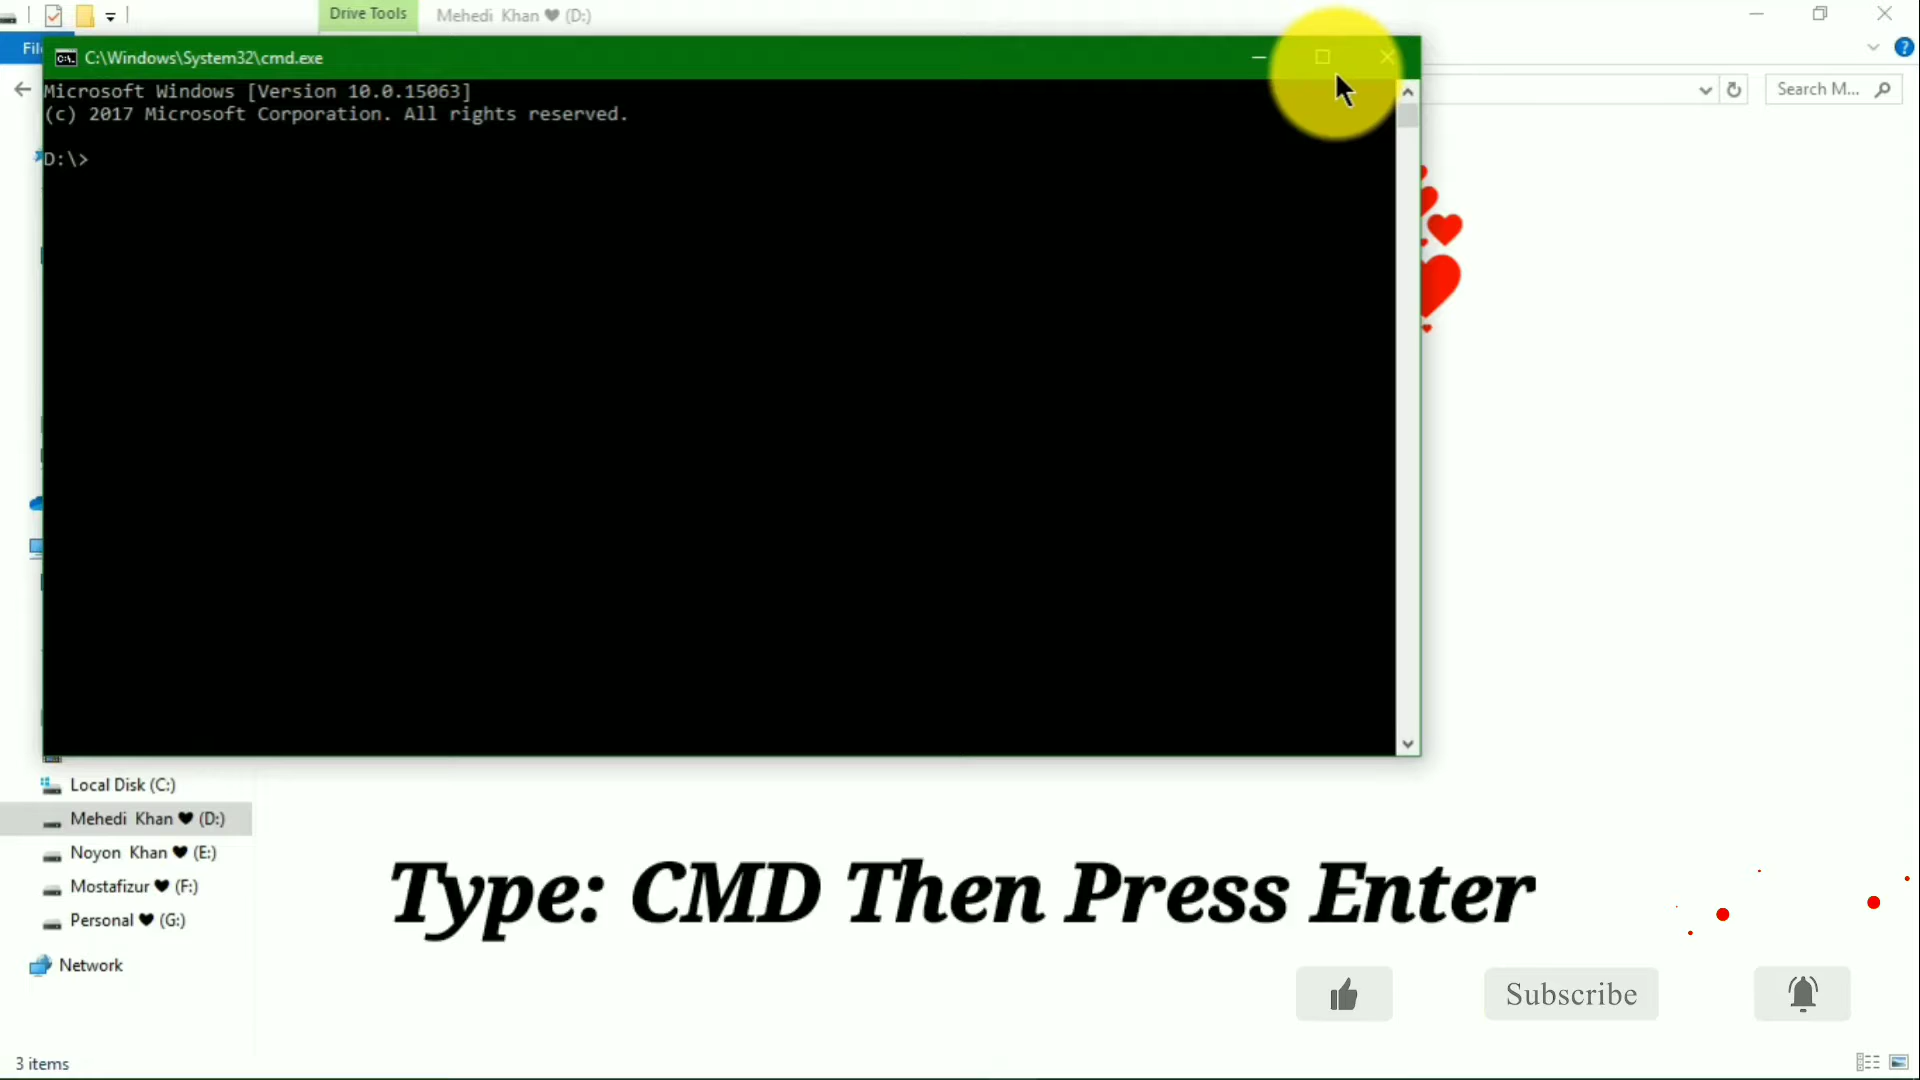 Drive Tools
Mehedi Khan ♥ (D:)
Fil
C:\Windows\System32\cmd.exe
Microsoft Windows [Version 10.0.15063]
(c) 2017 Microsoft Corporation. All rights reserved.
Search M...
D:\>
Local Disk (C:)
Mehedi Khan ♥ (D:)
Noyon Khan ♥ (E:)
Mostafizur ♥ (F:)
Personal ♥ (G:)
Network
Type: CMD Then Press Enter
Subscribe
3 items